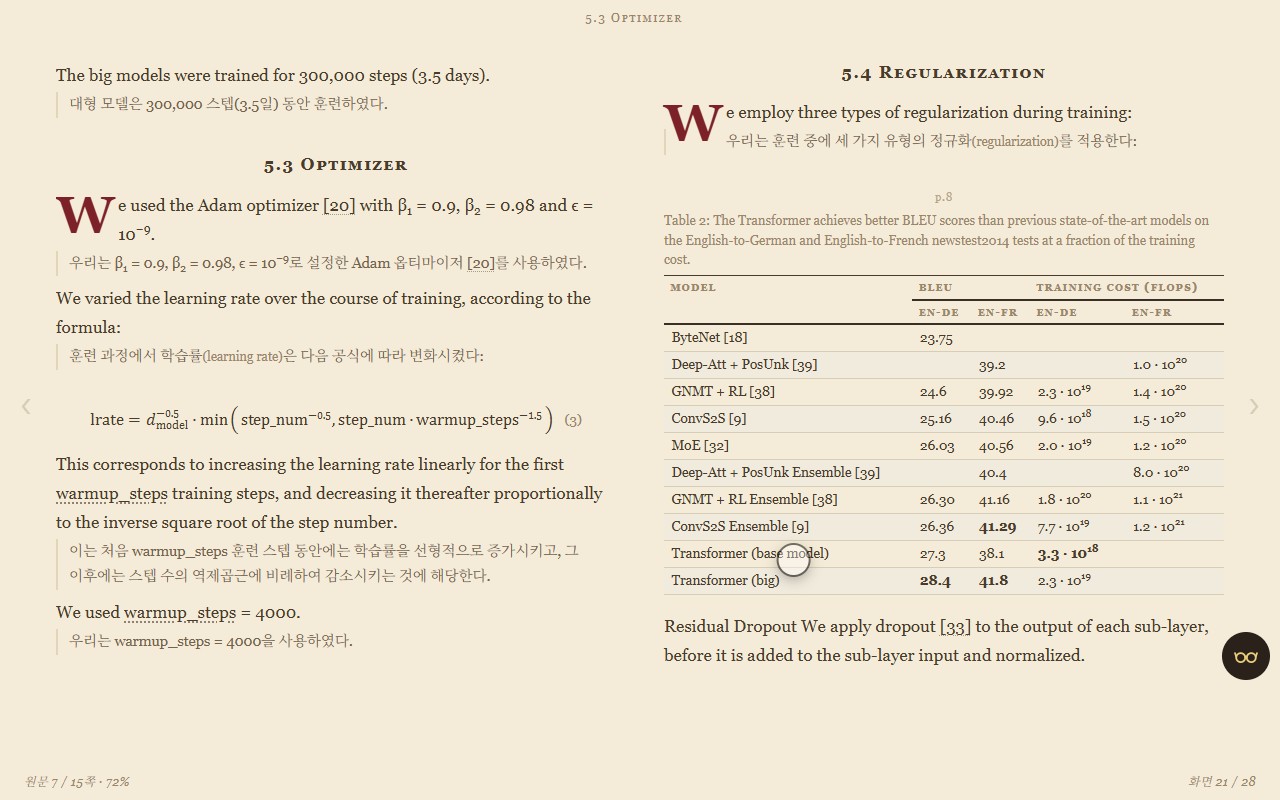 5.3 Optimizer
The big models were trained for 300,000 steps (3.5 days).
대형 모델은 300,000 스텝(3.5일) 동안 훈련하였다.
5.3 Optimizer
We used the Adam optimizer [20] with β₁ = 0.9, β₂ = 0.98 and ϵ =
10⁻⁹.
우리는 β₁ = 0.9, β₂ = 0.98, ϵ = 10⁻⁹로 설정한 Adam 옵티마이저 [20]를 사용하였다.
We varied the learning rate over the course of training, according to the
formula:
훈련 과정에서 학습률(learning rate)은 다음 공식에 따라 변화시켰다:
lrate = d_model^−0.5 · min(step_num^−0.5, step_num · warmup_steps^−1.5) (3)
This corresponds to increasing the learning rate linearly for the first
warmup_steps training steps, and decreasing it thereafter proportionally
to the inverse square root of the step number.
이는 처음 warmup_steps 훈련 스텝 동안에는 학습률을 선형적으로 증가시키고, 그
이후에는 스텝 수의 역제곱근에 비례하여 감소시키는 것에 해당한다.
We used warmup_steps = 4000.
우리는 warmup_steps = 4000을 사용하였다.
5.4 Regularization
We employ three types of regularization during training:
우리는 훈련 중에 세 가지 유형의 정규화(regularization)를 적용한다:
p.8
Table 2: The Transformer achieves better BLEU scores than previous state-of-the-art models on
the English-to-German and English-to-French newstest2014 tests at a fraction of the training
cost.
MODEL BLEU TRAINING COST (FLOPS)
EN-DE EN-FR EN-DE EN-FR
ByteNet [18] 23.75
Deep-Att + PosUnk [39] 39.2 1.0 · 10²⁰
GNMT + RL [38] 24.6 39.92 2.3 · 10¹⁹ 1.4 · 10²⁰
ConvS2S [9] 25.16 40.46 9.6 · 10¹⁸ 1.5 · 10²⁰
MoE [32] 26.03 40.56 2.0 · 10¹⁹ 1.2 · 10²⁰
Deep-Att + PosUnk Ensemble [39] 40.4 8.0 · 10²⁰
GNMT + RL Ensemble [38] 26.30 41.16 1.8 · 10²⁰ 1.1 · 10²¹
ConvS2S Ensemble [9] 26.36 41.29 7.7 · 10¹⁹ 1.2 · 10²¹
Transformer (base model) 27.3 38.1 3.3 · 10¹⁸
Transformer (big) 28.4 41.8 2.3 · 10¹⁹
Residual Dropout We apply dropout [33] to the output of each sub-layer,
before it is added to the sub-layer input and normalized.
원문 7 / 15쪽 · 72%
화면 21 / 28